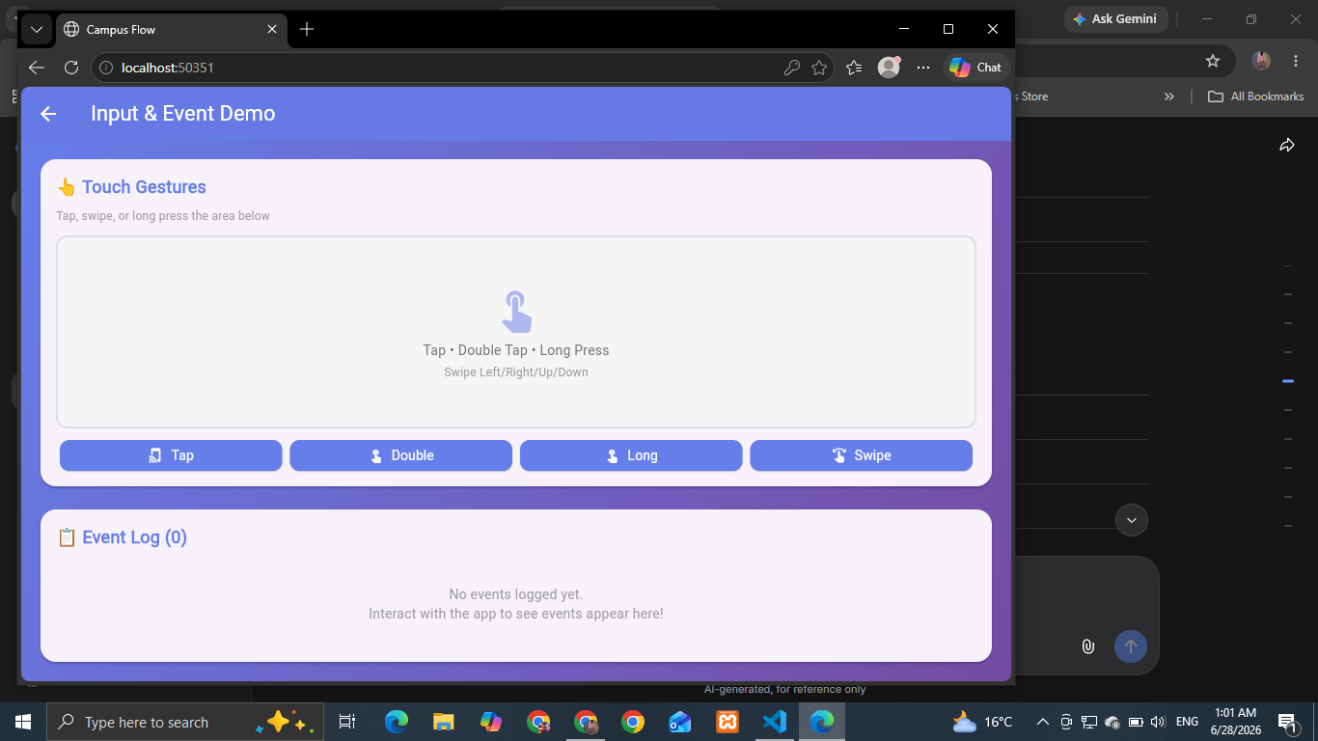 Campus Flow
Ask Gemini
localhost:50351
Chat
s Store
All Bookmarks
Input & Event Demo
👆 Touch Gestures
Tap, swipe, or long press the area below
Tap • Double Tap • Long Press
Swipe Left/Right/Up/Down
Tap
Double
Long
Swipe
📋 Event Log (0)
No events logged yet.
Interact with the app to see events appear here!
AI-generated, for reference only
Type here to search
16°C
ENG
1:01 AM
6/28/2026
1